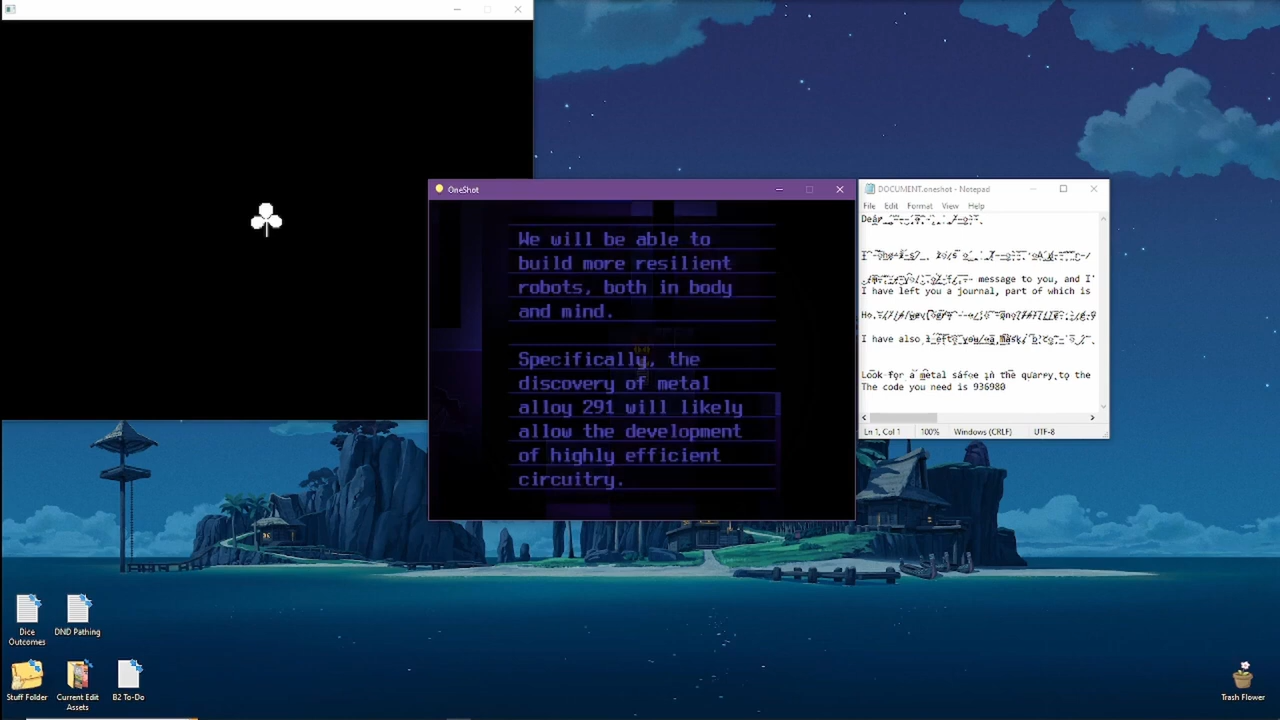 OneShot
We will be able to
build more resilient
robots, both in body
and mind.
Specifically, the
discovery of metal
alloy 291 will likely
allow the development
of highly efficient
circuitry.
DOCUMENT.oneshot - Notepad
File Edit Format View Help
Dear
message to you, and I'
I have left you a journal, part of which is
I have also left you a mask,
Look for a metal safe in the quarry to the
The code you need is 936980
Ln 1, Col 1 100% Windows (CRLF) UTF-8
Dice
Outcomes
DND Pathing
Stuff Folder
Current Edit
Assets
B2 To-Do
Trash Flower